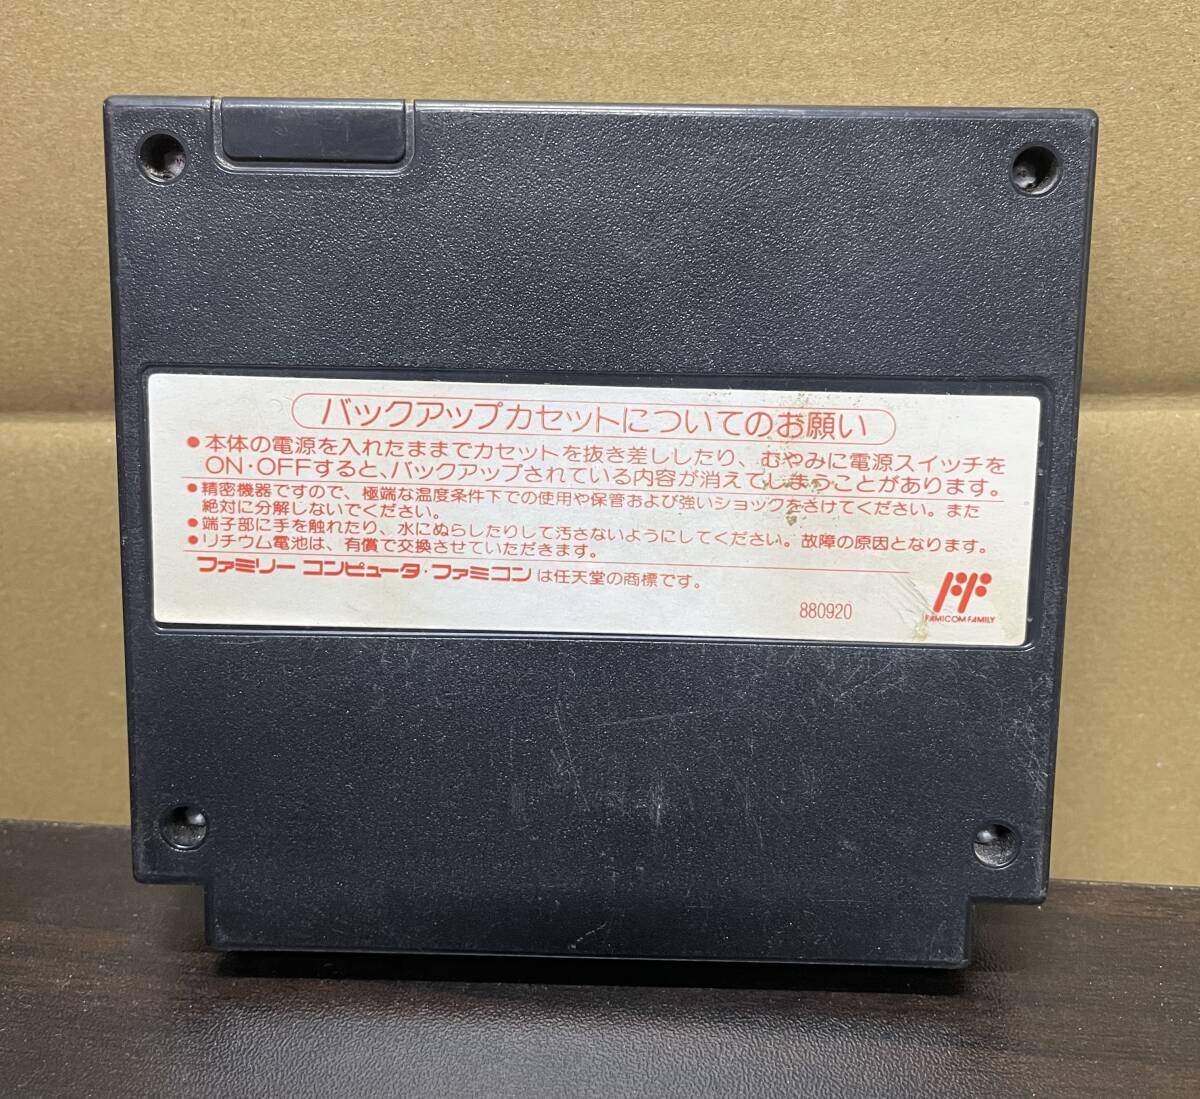 バックアップカセットについてのお願い
●本体の電源を入れたままでカセットを抜き差ししたり、むやみに電源スイッチを
ON・OFFすると、バックアップされている内容が消えてしまうことがあります。
●精密機器ですので、極端な温度条件下での使用や保管および強いショックをさけてください。また
絶対に分解しないでください。
●端子部に手を触れたり、水にぬらしたりして汚さないようにしてください。故障の原因となります。
●リチウム電池は、有償で交換させていただきます。
ファミリー コンピュータ・ファミコンは任天堂の商標です。
880920
FAMICOM FAMILY